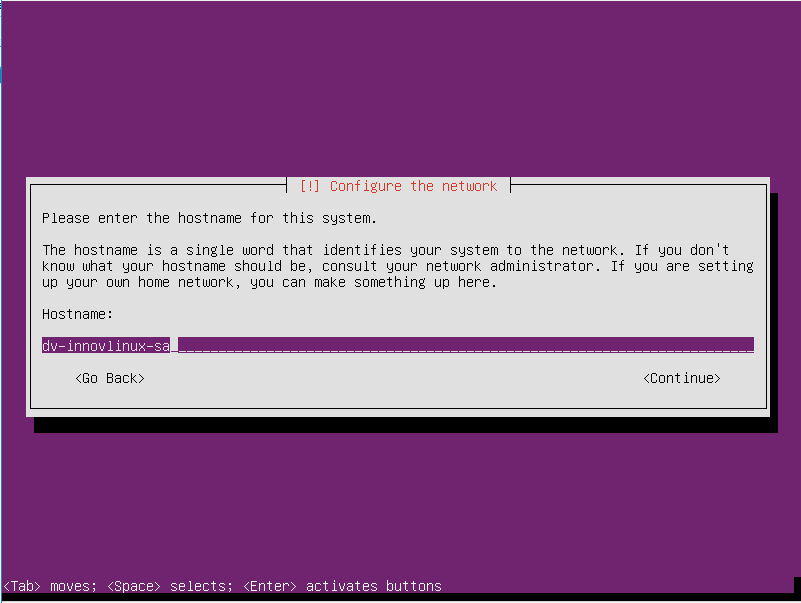 [!] Configure the network
Please enter the hostname for this system.
The hostname is a single word that identifies your system to the network. If you don't
know what your hostname should be, consult your network administrator. If you are setting
up your own home network, you can make something up here.
Hostname:
dv-innovlinux-sa
<Go Back> <Continue>
<Tab> moves; <Space> selects; <Enter> activates buttons